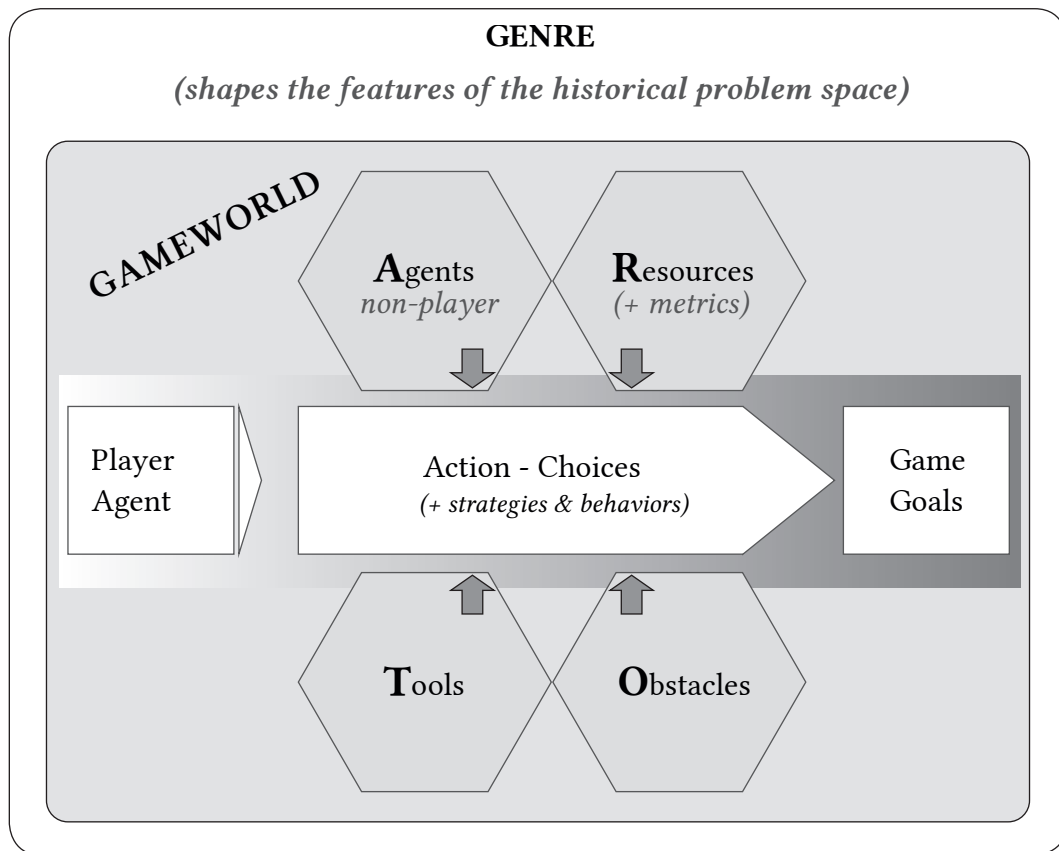 GENRE
(shapes the features of the historical problem space)
GAMEWORLD
Agents
non-player
Resources
(+ metrics)
Player
Agent
Action - Choices
(+ strategies & behaviors)
Game
Goals
Tools
Obstacles